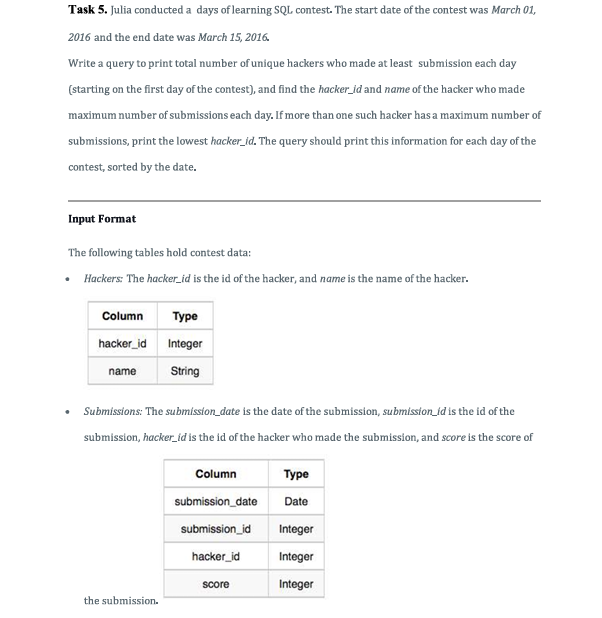 Task 5. Julia conducted a days of learning SQL contest. The start date of the contest was March 01,
2016 and the end date was March 15, 2016.
Write a query to print total number of unique hackers who made at least submission each day
(starting on the first day of the contest), and find the hacker_id and name of the hacker who made
maximum number of submissions each day. If more than one such hacker has a maximum number of
submissions, print the lowest hacker_id. The query should print this information for each day of the
contest, sorted by the date.
Input Format
The following tables hold contest data:
• Hackers: The hacker_id is the id of the hacker, and name is the name of the hacker.
Column Type
hacker_id Integer
name String
• Submissions: The submission_date is the date of the submission, submission_id is the id of the
submission, hacker_id is the id of the hacker who made the submission, and score is the score of
Column Type
submission_date Date
submission_id Integer
hacker_id Integer
score Integer
the submission.